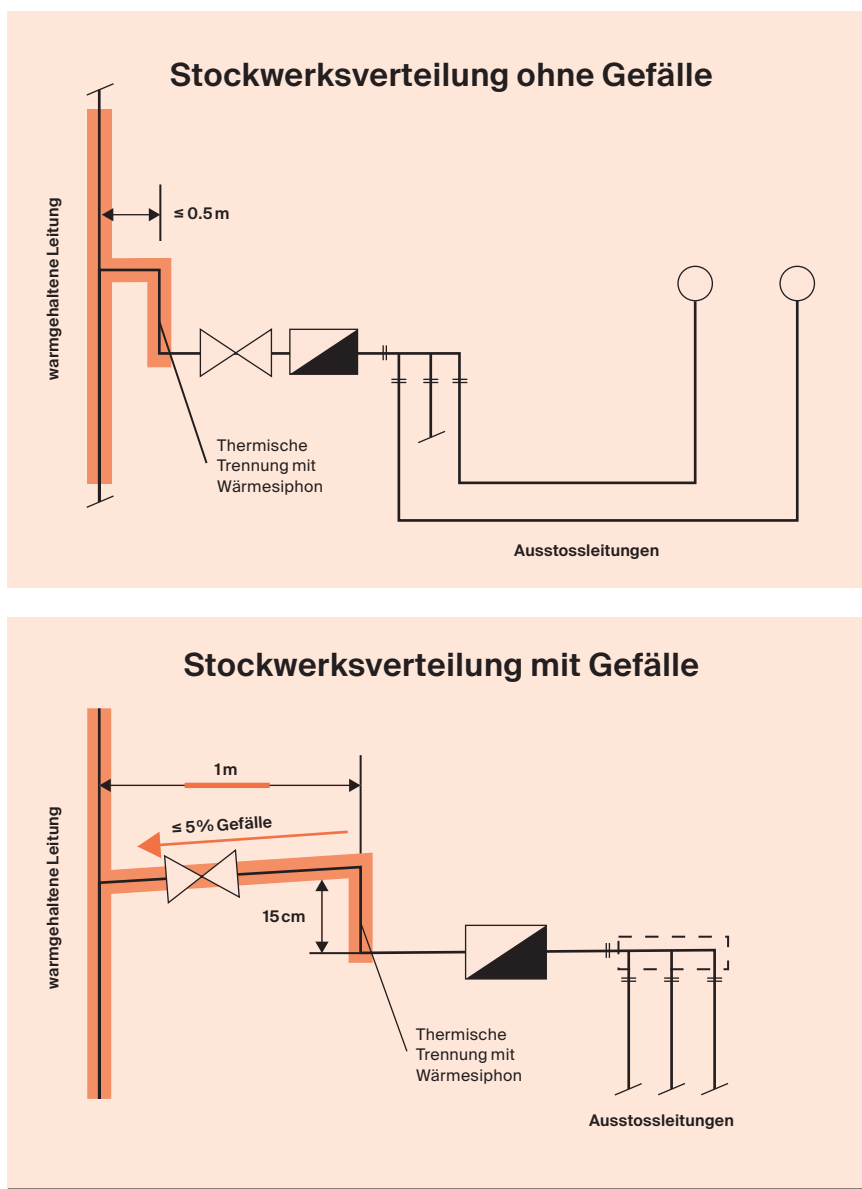 Stockwerksverteilung ohne Gefälle
warmgehaltene Leitung
≤ 0.5 m
Thermische
Trennung mit
Wärmesiphon
Ausstossleitungen
Stockwerksverteilung mit Gefälle
warmgehaltene Leitung
1 m
≤ 5% Gefälle
15 cm
Thermische
Trennung mit
Wärmesiphon
Ausstossleitungen